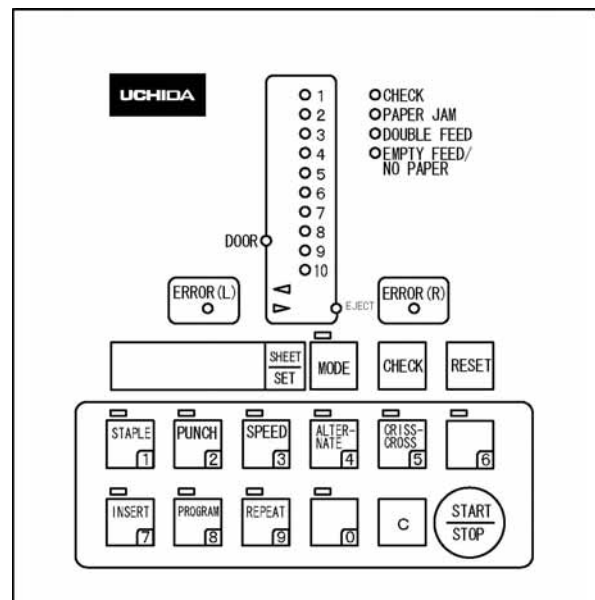 UCHIDA
1
2
3
4
5
6
7
8
9
10
CHECK
PAPER JAM
DOUBLE FEED
EMPTY FEED/
NO PAPER
DOOR
EJECT
ERROR(L)
ERROR(R)
SHEET
SET
MODE
CHECK
RESET
STAPLE
1
PUNCH
2
SPEED
3
ALTER-
NATE
4
CRISS-
CROSS
5
6
INSERT
7
PROGRAM
8
REPEAT
9
0
C
START
STOP